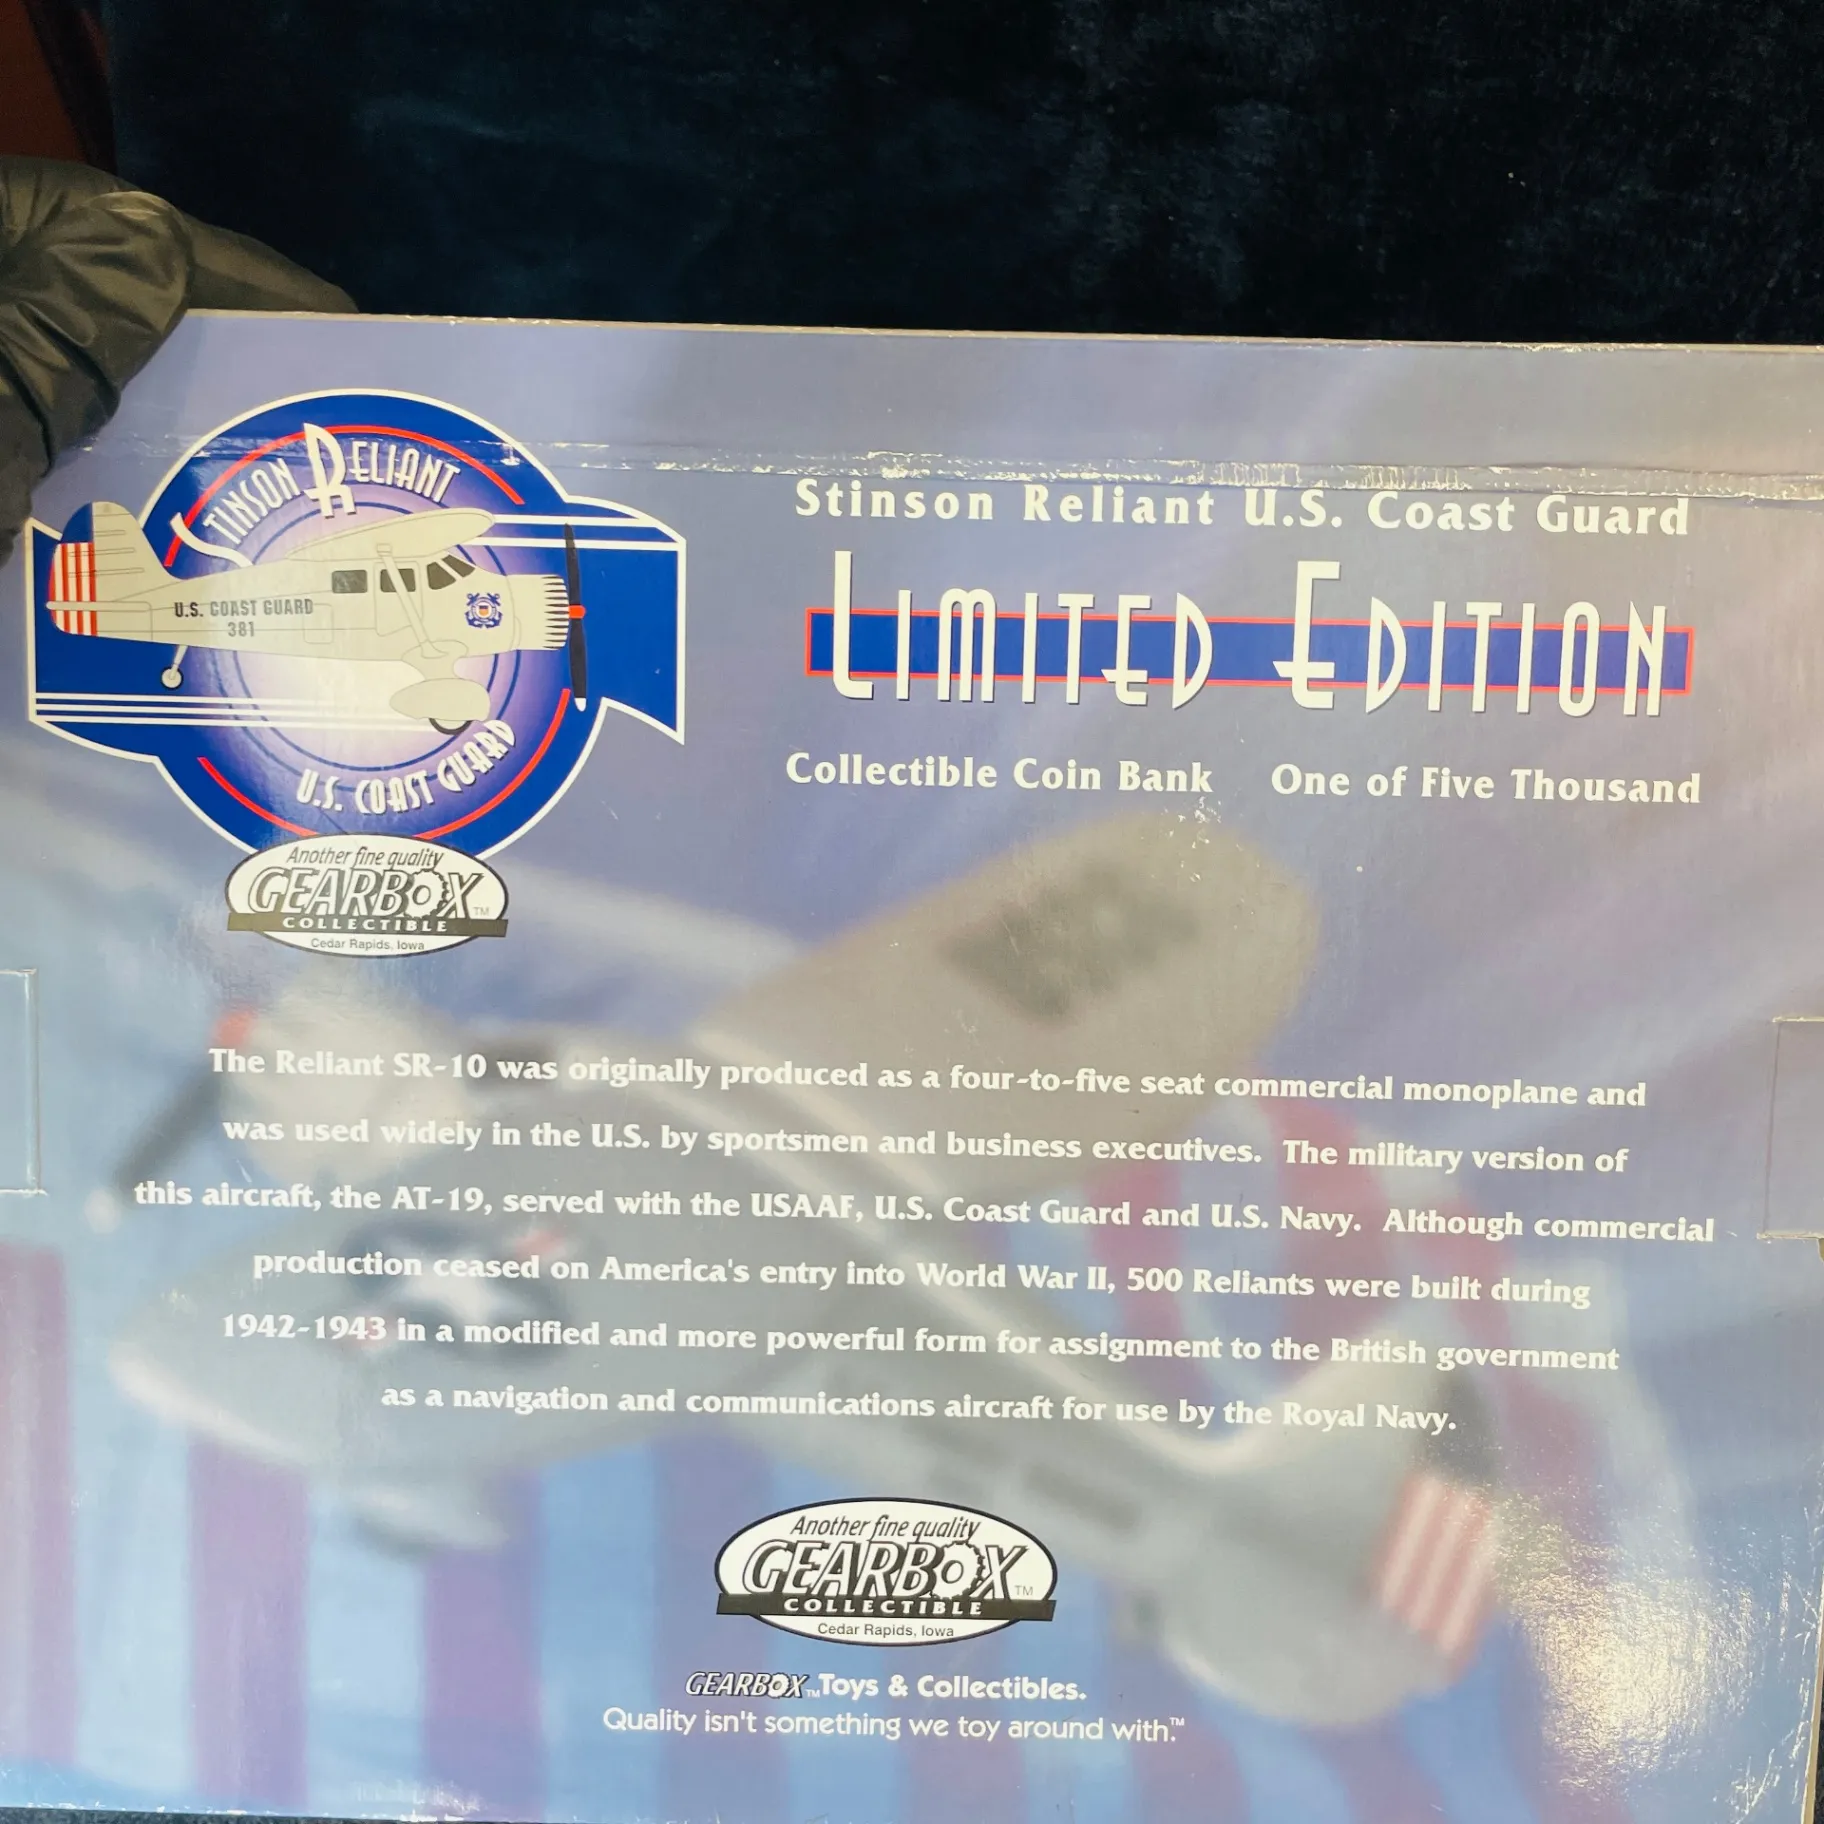 STINSON RELIANT
U.S. COAST GUARD
381
U.S. COAST GUARD
Another fine quality
GEARBOX™
COLLECTIBLE
Cedar Rapids, Iowa
Stinson Reliant U.S. Coast Guard
LIMITED EDITION
Collectible Coin Bank One of Five Thousand
The Reliant SR-10 was originally produced as a four-to-five seat commercial monoplane and
was used widely in the U.S. by sportsmen and business executives. The military version of
this aircraft, the AT-19, served with the USAAF, U.S. Coast Guard and U.S. Navy. Although commercial
production ceased on America's entry into World War II, 500 Reliants were built during
1942-1943 in a modified and more powerful form for assignment to the British government
as a navigation and communications aircraft for use by the Royal Navy.
Another fine quality
GEARBOX™
COLLECTIBLE
Cedar Rapids, Iowa
GEARBOX™ Toys & Collectibles.
Quality isn't something we toy around with.™